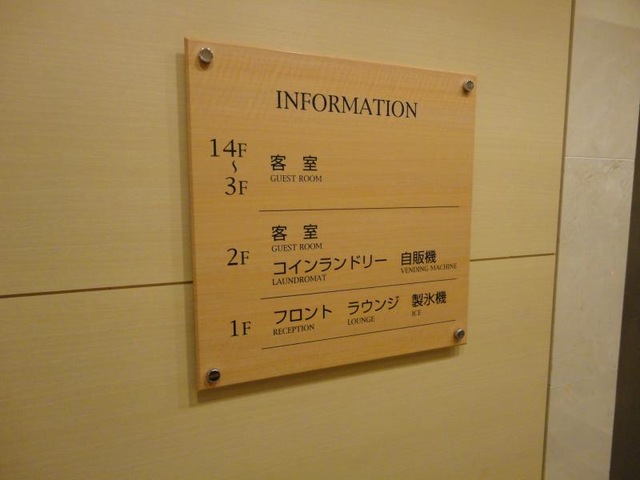 INFORMATION
14F
〜
3F
客 室
GUEST ROOM
2F
客 室
GUEST ROOM
コインランドリー 自販機
LAUNDROMAT VENDING MACHINE
1F
フロント ラウンジ 製氷機
RECEPTION LOUNGE ICE